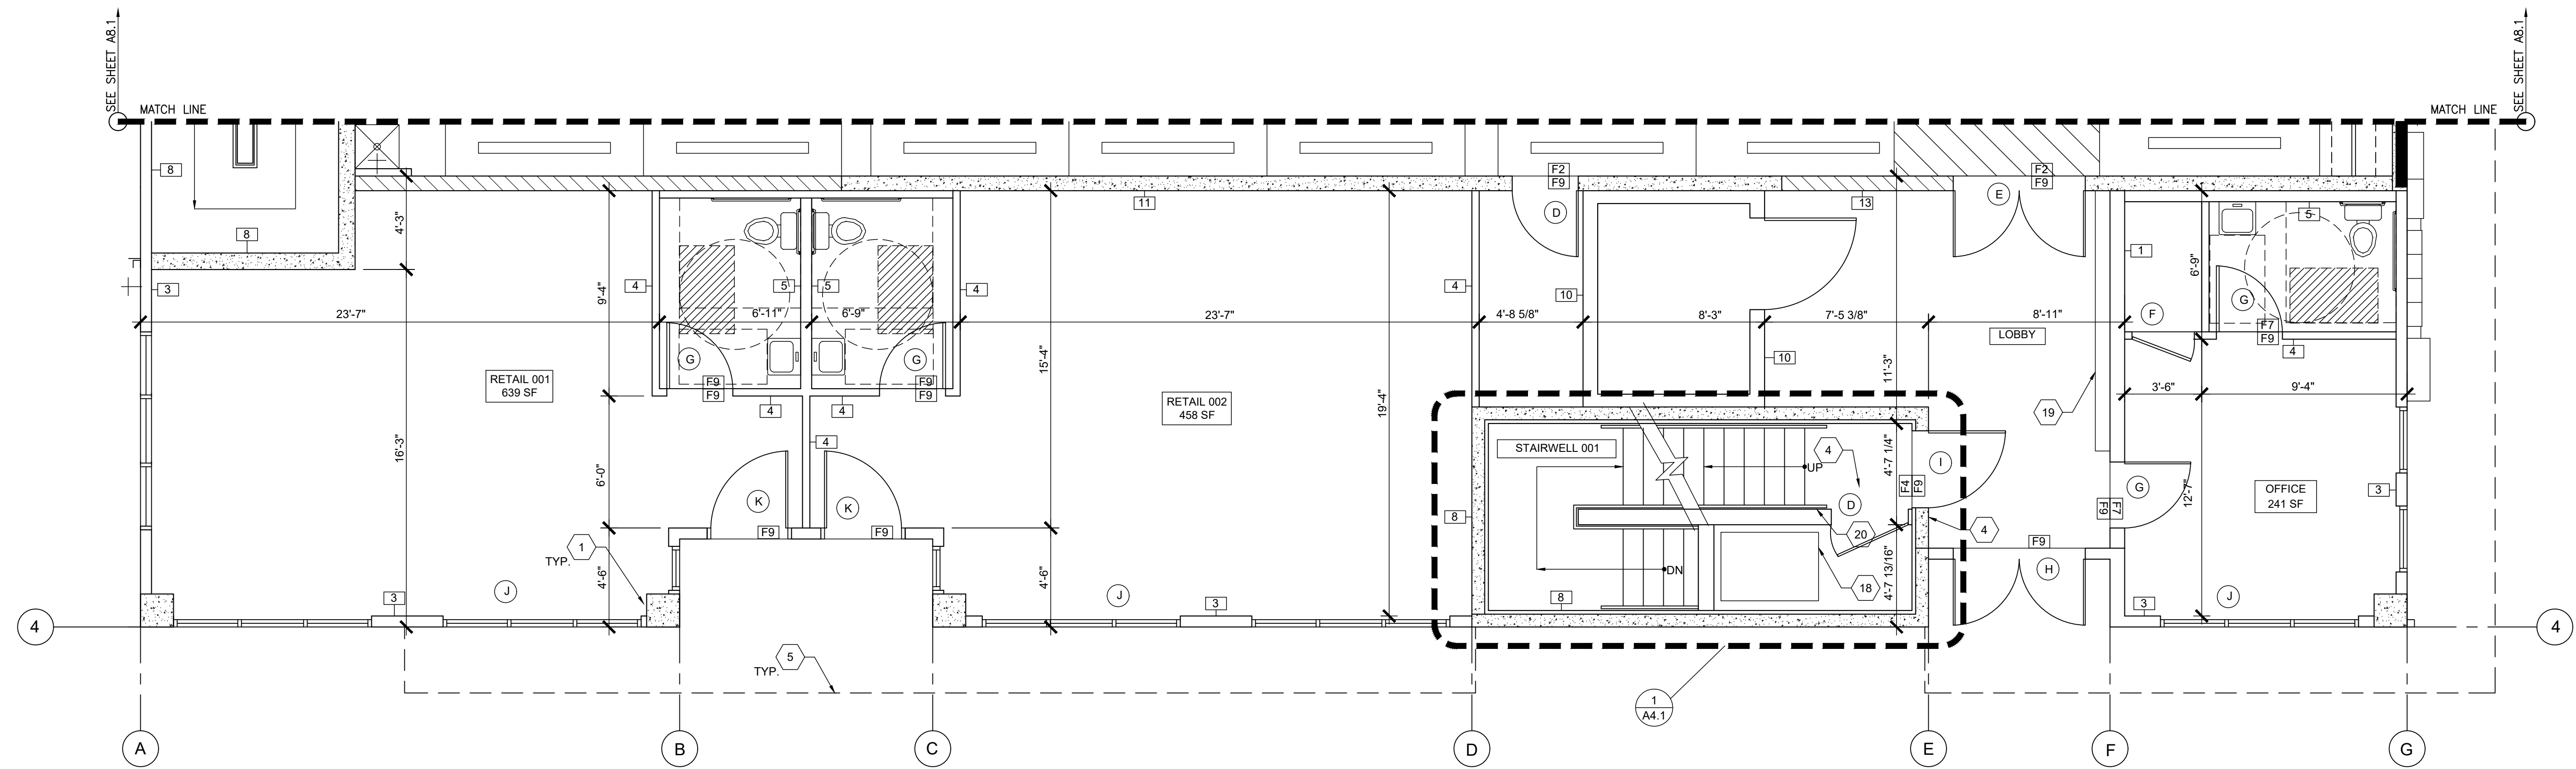 SEE SHEET A8.1
SEE SHEET A8.1
MATCH LINE
MATCH LINE
8
F2
F9
F2
F9
11
13
D
E
4'-3"
8
5
1
6'-9"
3
4
5
5
4
4
10
9'-4"
G
F
23'-7"
6'-11"
6'-9"
23'-7"
4'-8 5/8"
8'-3"
7'-5 3/8"
8'-11"
F7
F9
LOBBY
4
G
G
10
15'-4"
11'-3"
RETAIL 001
639 SF
F9
F9
F9
F9
3'-6"
9'-4"
4
4
RETAIL 002
458 SF
19'-4"
19
4
16'-3"
6'-0"
STAIRWELL 001
4
4'-7 1/4"
I
UP
F4
F9
G
12'-7"
OFFICE
241 SF
3
K
K
D
F9
F7
8
F9
F9
20
4
F9
1
TYP.
4'-6"
4'-6"
DN
4'-7 13/16"
H
18
J
J
J
3
3
8
3
4
4
5
TYP.
1
A4.1
A
B
C
D
E
F
G